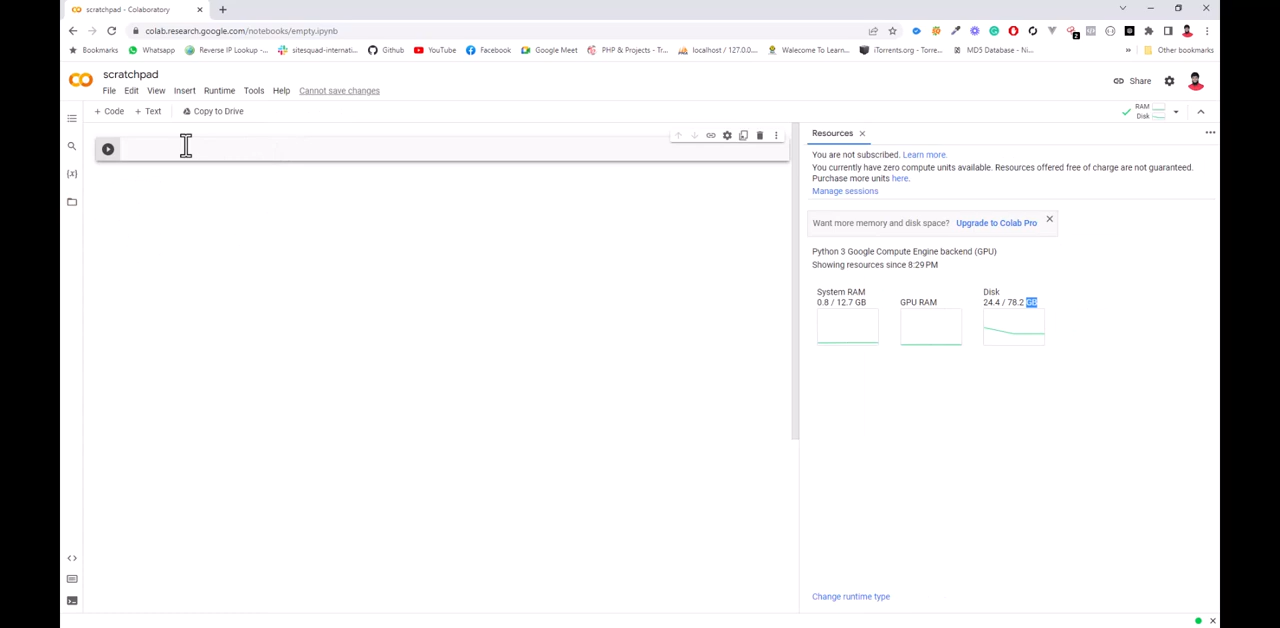 scratchpad - Colaboratory
colab.research.google.com/notebooks/empty.ipynb
Bookmarks Whatsapp Reverse IP Lookup -... sitesquad-internati... Github YouTube Facebook Google Meet PHP & Projects - Tr... localhost / 127.0.0.... Walcome To Learn... iTorrents.org - Torre... MD5 Database - Ni... » Other bookmarks
scratchpad
Share
File Edit View Insert Runtime Tools Help Cannot save changes
+ Code + Text Copy to Drive
RAM
Disk
Resources
You are not subscribed. Learn more.
You currently have zero compute units available. Resources offered free of charge are not guaranteed.
Purchase more units here.
Manage sessions
Want more memory and disk space? Upgrade to Colab Pro
Python 3 Google Compute Engine backend (GPU)
Showing resources since 8:29 PM
System RAM
0.8 / 12.7 GB
GPU RAM
Disk
24.4 / 78.2 GB
Change runtime type